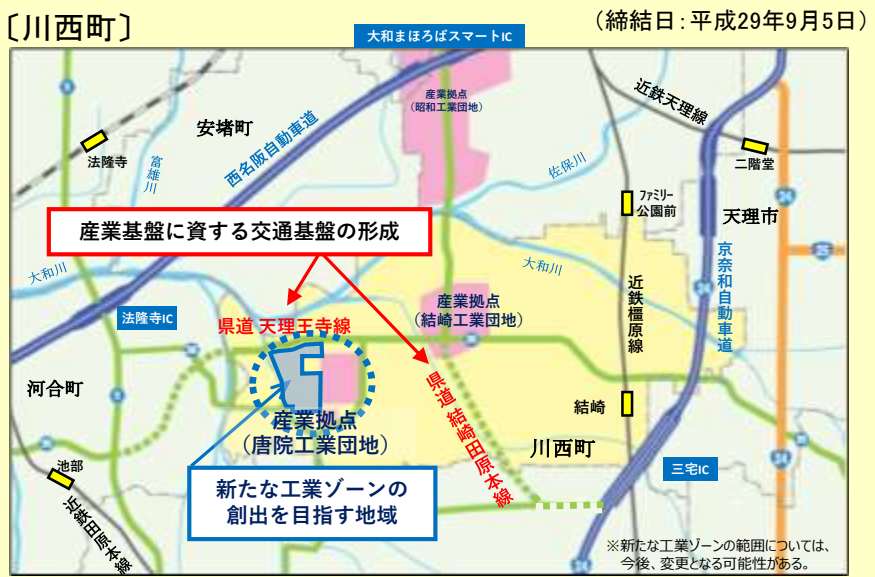 〔川西町〕
（締結日：平成29年9月5日）
大和まほろばスマートIC
産業拠点
（昭和工業団地）
近鉄天理線
安堵町
西名阪自動車道
法隆寺
富雄川
佐保川
二階堂
ファミリー
公園前
天理市
産業基盤に資する交通基盤の形成
大和川
大和川
京奈和自動車道
近鉄橿原線
24
25
産業拠点
（結崎工業団地）
法隆寺IC
県道 天理王寺線
河合町
県道 結崎田原本線
結崎
産業拠点
（唐院工業団地）
川西町
池部
三宅IC
24
近鉄田原本線
新たな工業ゾーンの
創出を目指す地域
※新たな工業ゾーンの範囲については、
今後、変更となる可能性がある。